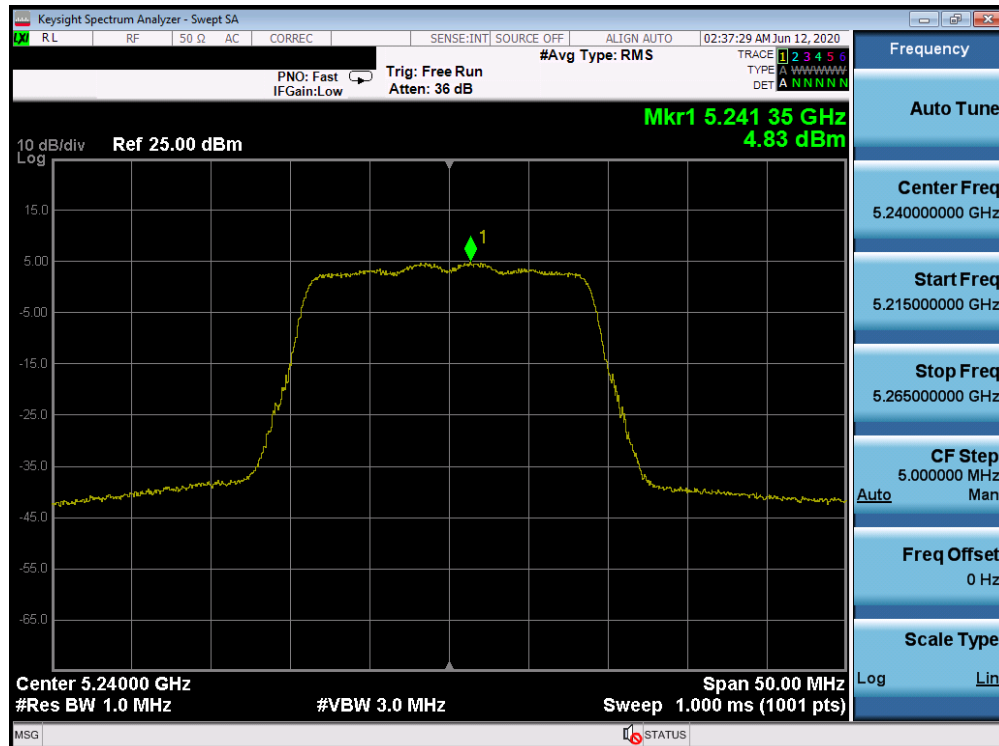 Keysight Spectrum Analyzer - Swept SA
LXI RL RF 50 Ω AC CORREC SENSE:INT SOURCE OFF ALIGN AUTO 02:37:29 AM Jun 12, 2020
PNO: Fast
IFGain:Low
Trig: Free Run
Atten: 36 dB
#Avg Type: RMS
TRACE 1 2 3 4 5 6
TYPE A WWWWW
DET A N N N N N
Mkr1 5.241 35 GHz
4.83 dBm
10 dB/div Ref 25.00 dBm
Log
15.0
5.00
-5.00
-15.0
-25.0
-35.0
-45.0
-55.0
-65.0
1
Center 5.24000 GHz Span 50.00 MHz
#Res BW 1.0 MHz #VBW 3.0 MHz Sweep 1.000 ms (1001 pts)
MSG STATUS
Frequency
Auto Tune
Center Freq
5.240000000 GHz
Start Freq
5.215000000 GHz
Stop Freq
5.265000000 GHz
CF Step
5.000000 MHz
Auto Man
Freq Offset
0 Hz
Scale Type
Log Lin